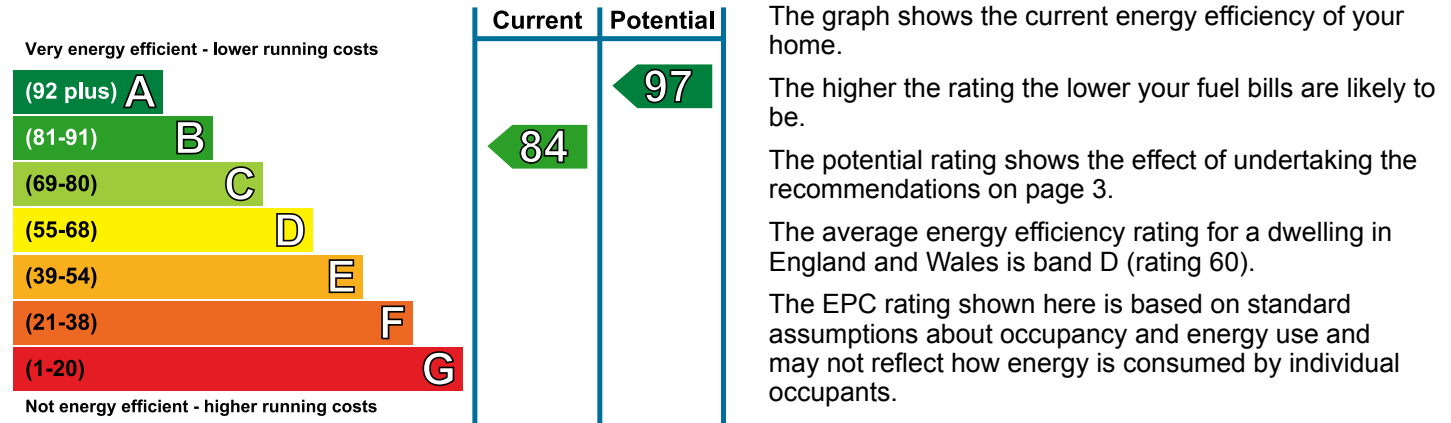 Current Potential
Very energy efficient - lower running costs
(92 plus) A
97
(81-91) B
84
(69-80) C
(55-68) D
(39-54) E
(21-38) F
(1-20) G
Not energy efficient - higher running costs
The graph shows the current energy efficiency of your
home.
The higher the rating the lower your fuel bills are likely to
be.
The potential rating shows the effect of undertaking the
recommendations on page 3.
The average energy efficiency rating for a dwelling in
England and Wales is band D (rating 60).
The EPC rating shown here is based on standard
assumptions about occupancy and energy use and
may not reflect how energy is consumed by individual
occupants.